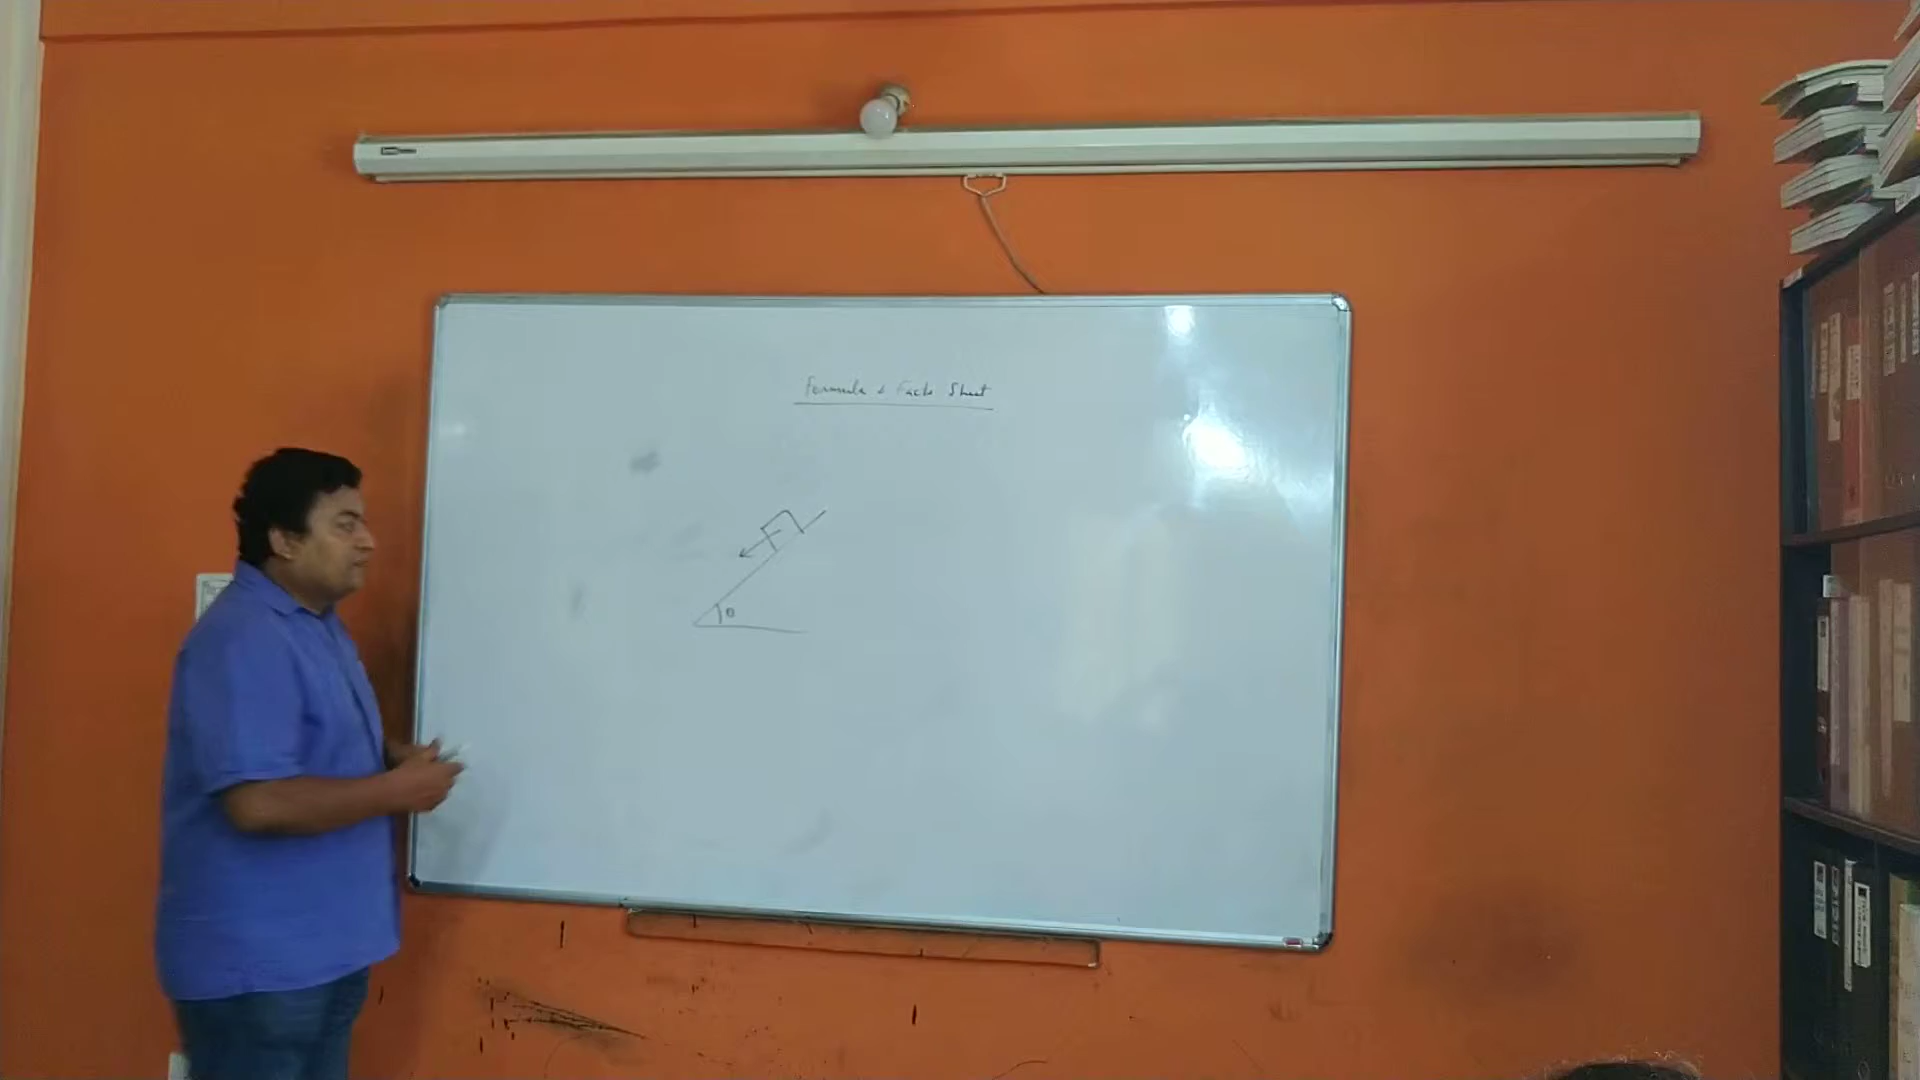 Formula & Facts Sheet
θ